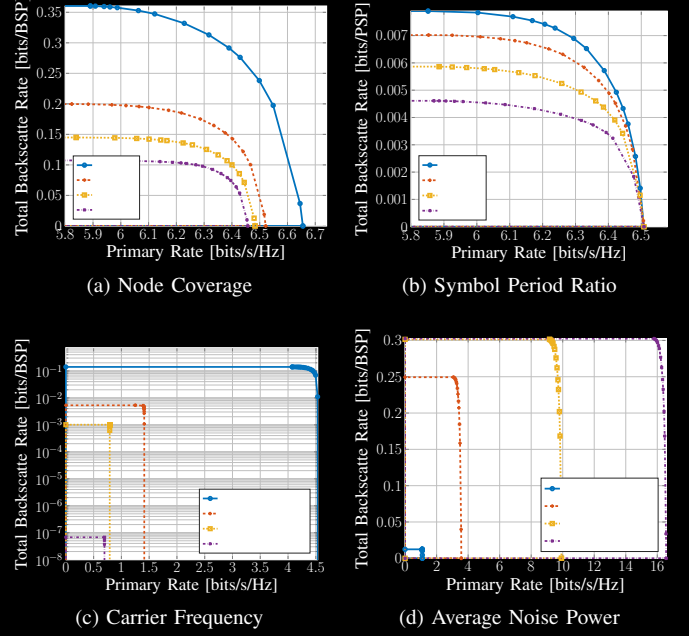 Total Backscatte Rate [bits/BSP]
0.35
0.3
0.25
0.2
0.15
0.1
0.05
0
5.8 5.9 6 6.1 6.2 6.3 6.4 6.5 6.6 6.7
Primary Rate [bits/s/Hz]
(a) Node Coverage
Total Backscatte Rate [bits/PSP]
0.007
0.006
0.005
0.004
0.003
0.002
0.001
0
5.8 5.9 6 6.1 6.2 6.3 6.4 6.5
Primary Rate [bits/s/Hz]
(b) Symbol Period Ratio
Total Backscatte Rate [bits/BSP]
10⁻¹
10⁻²
10⁻³
10⁻⁴
10⁻⁵
10⁻⁶
10⁻⁷
10⁻⁸
0 0.5 1 1.5 2 2.5 3 3.5 4 4.5
Primary Rate [bits/s/Hz]
(c) Carrier Frequency
Total Backscatte Rate [bits/BSP]
0.3
0.25
0.2
0.15
0.1
0.05
0
0 2 4 6 8 10 12 14 16
Primary Rate [bits/s/Hz]
(d) Average Noise Power